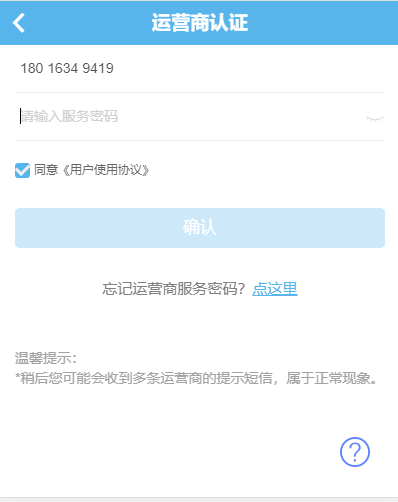 运营商认证
180 1634 9419
请输入服务密码
同意《用户使用协议》
确认
忘记运营商服务密码？点这里
温馨提示：
*稍后您可能会收到多条运营商的提示短信，属于正常现象。
?